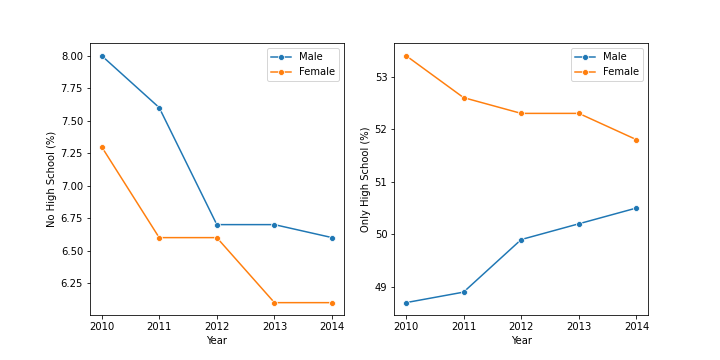 No High School (%)
8.00
7.75
7.50
7.25
7.00
6.75
6.50
6.25
2010 2011 2012 2013 2014
Year
Male
Female
Only High School (%)
53
52
51
50
49
2010 2011 2012 2013 2014
Year
Male
Female